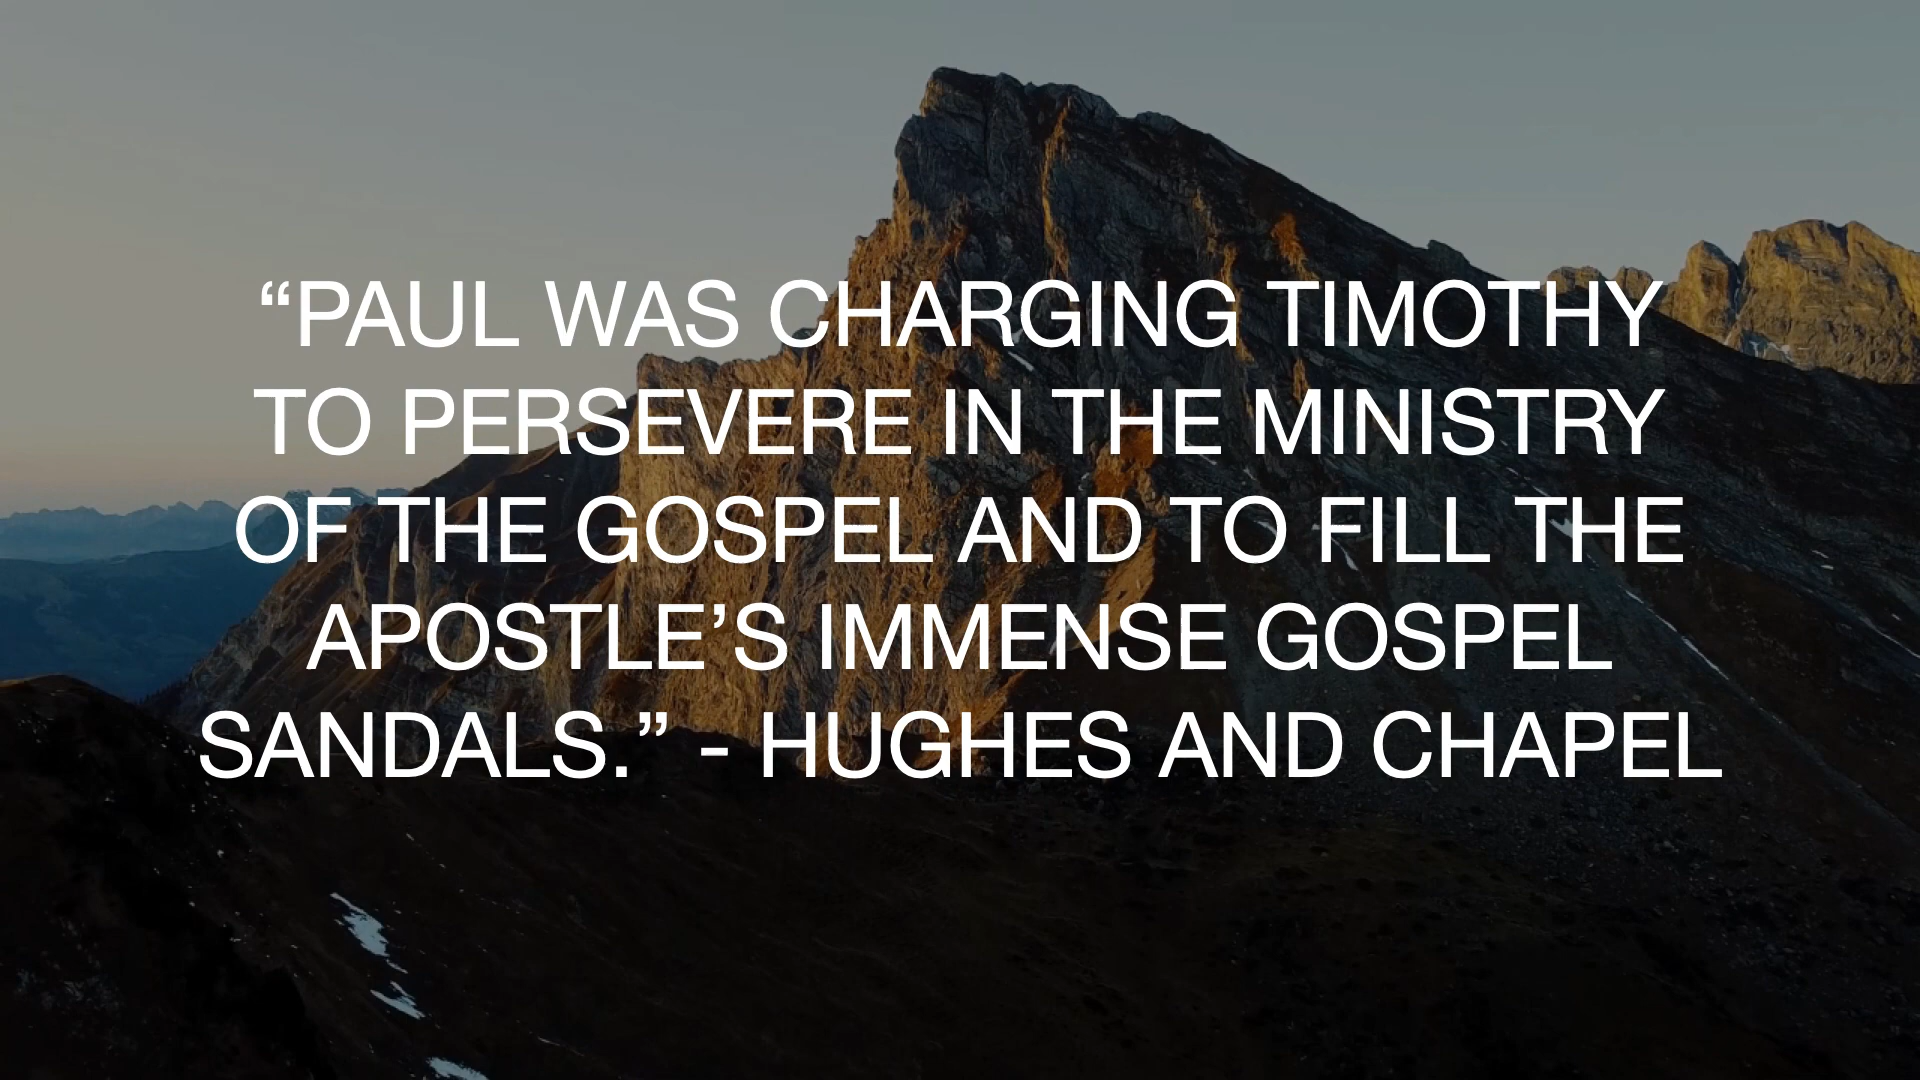 “PAUL WAS CHARGING TIMOTHY
TO PERSEVERE IN THE MINISTRY
OF THE GOSPEL AND TO FILL THE
APOSTLE’S IMMENSE GOSPEL
SANDALS.” - HUGHES AND CHAPEL